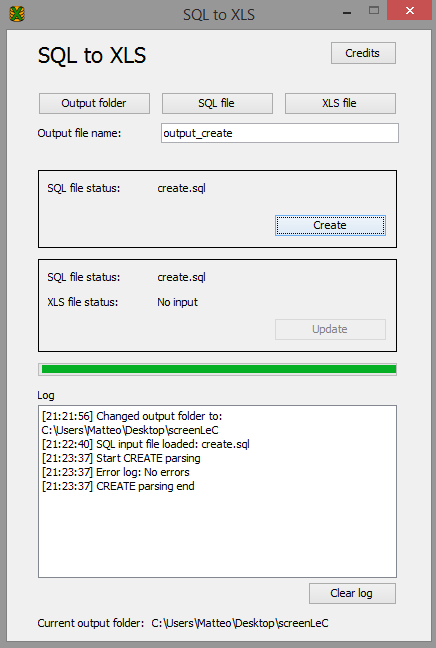 SQL to XLS
SQL to XLS
Credits
Output folder
SQL file
XLS file
Output file name:
output_create
SQL file status:
create.sql
Create
SQL file status:
create.sql
XLS file status:
No input
Update
Log
[21:21:56] Changed output folder to:
C:\Users\Matteo\Desktop\screenLeC
[21:22:40] SQL input file loaded: create.sql
[21:23:37] Start CREATE parsing
[21:23:37] Error log: No errors
[21:23:37] CREATE parsing end
Clear log
Current output folder: C:\Users\Matteo\Desktop\screenLeC